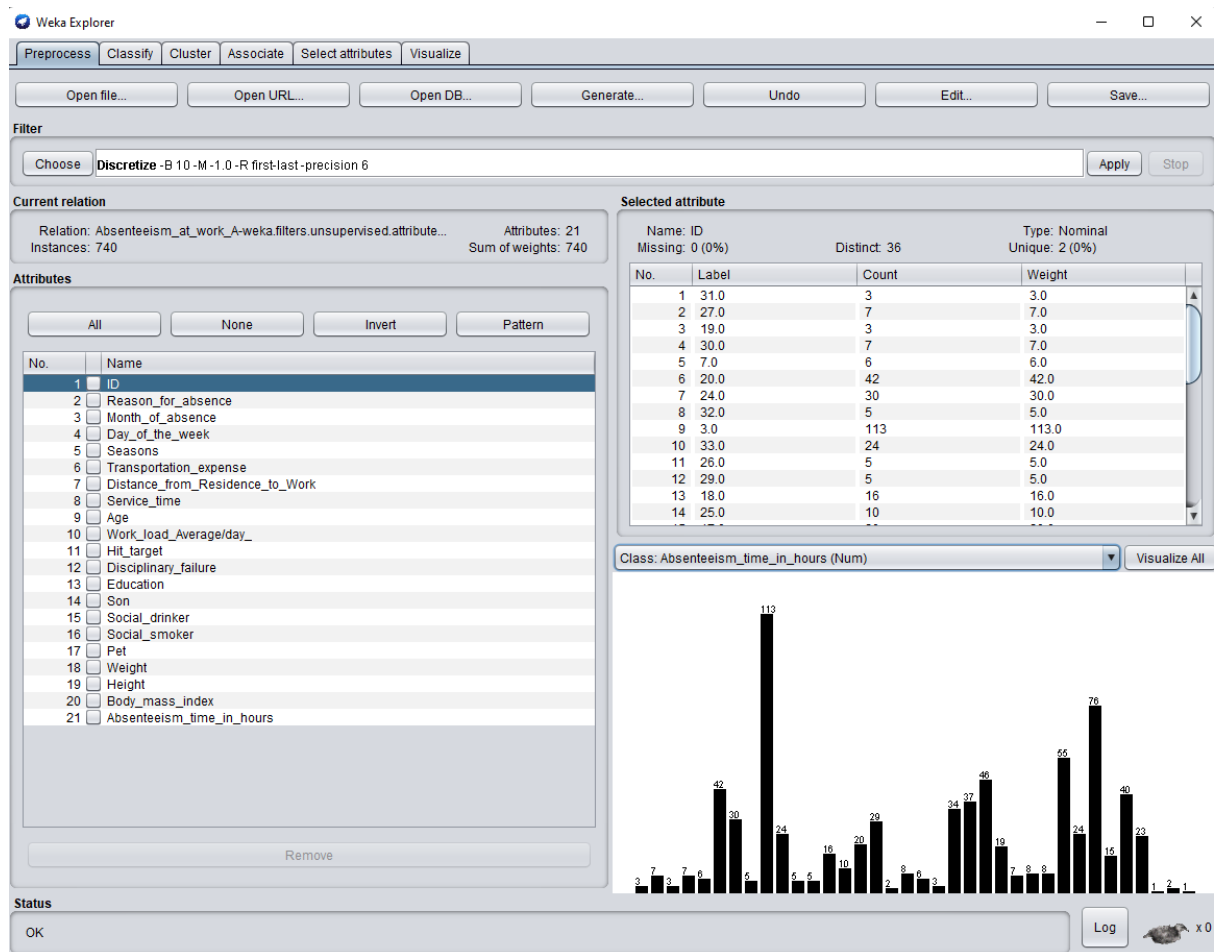 Weka Explorer
Preprocess Classify Cluster Associate Select attributes Visualize
Open file... Open URL... Open DB... Generate... Undo Edit... Save...
Filter
Choose Discretize -B 10 -M -1.0 -R first-last -precision 6 Apply Stop
Current relation
Relation: Absenteeism_at_work_A-weka.filters.unsupervised.attribute... Attributes: 21
Instances: 740 Sum of weights: 740
Attributes
All None Invert Pattern
No. Name
1 ID
2 Reason_for_absence
3 Month_of_absence
4 Day_of_the_week
5 Seasons
6 Transportation_expense
7 Distance_from_Residence_to_Work
8 Service_time
9 Age
10 Work_load_Average/day_
11 Hit_target
12 Disciplinary_failure
13 Education
14 Son
15 Social_drinker
16 Social_smoker
17 Pet
18 Weight
19 Height
20 Body_mass_index
21 Absenteeism_time_in_hours
Remove
Selected attribute
Name: ID Type: Nominal
Missing: 0 (0%) Distinct: 36 Unique: 2 (0%)
No. Label Count Weight
1 31.0 3 3.0
2 27.0 7 7.0
3 19.0 3 3.0
4 30.0 7 7.0
5 7.0 6 6.0
6 20.0 42 42.0
7 24.0 30 30.0
8 32.0 5 5.0
9 3.0 113 113.0
10 33.0 24 24.0
11 26.0 5 5.0
12 29.0 5 5.0
13 18.0 16 16.0
14 25.0 10 10.0
Class: Absenteeism_time_in_hours (Num) Visualize All
3 7 3 7 6 42 30 5 113 24 5 5 16 10 20 29 2 8 6 3 34 37 46 19 7 8 8 55 24 76 15 40 23 1 2 1
Status
OK Log x 0